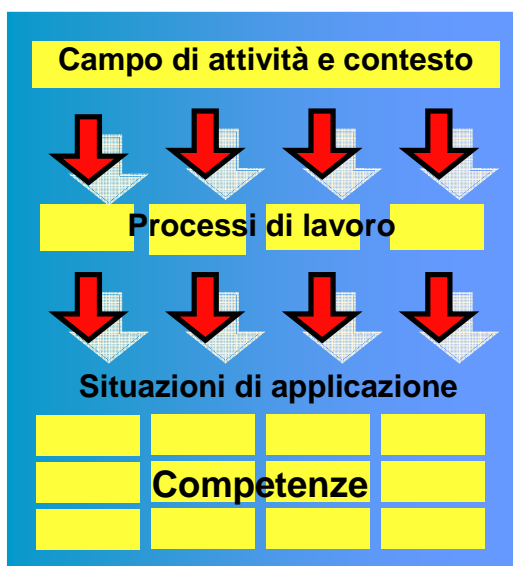 Campo di attività e contesto
Processi di lavoro
Situazioni di applicazione
Competenze